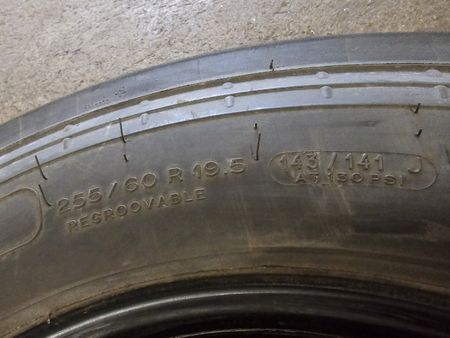 255/60 R 19.5
REGROOVABLE
143/141 J
AT 130 PSI